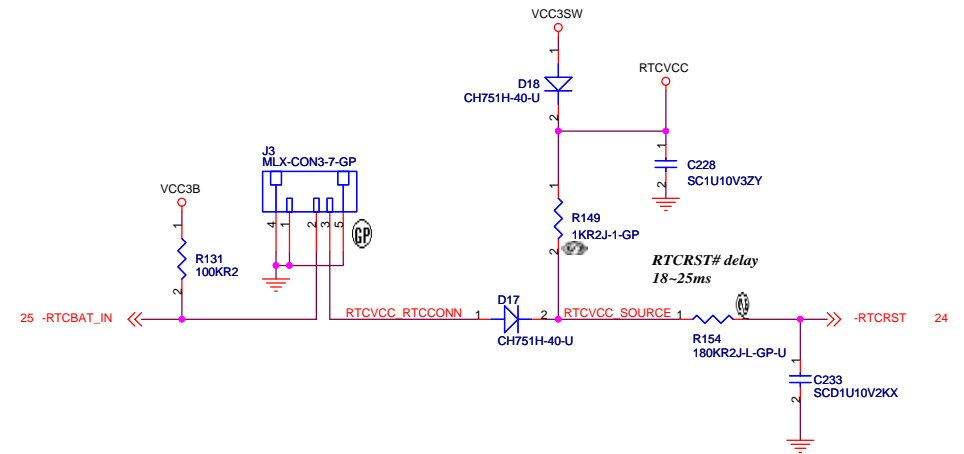 VCC3SW
1
D18
CH751H-40-U
2
RTCVCC
1
C228
2
SC1U10V3ZY
J3
MLX-CON3-7-GP
4
1
2
3
5
GP
VCC3B
1
R131
100KR2
2
1
R149
1KR2J-1-GP
2
RTCRST# delay
18~25ms
25 -RTCBAT_IN
RTCVCC_RTCCONN
1
D17
2
CH751H-40-U
RTCVCC_SOURCE
1
R154
180KR2J-L-GP-U
-RTCRST 24
1
C233
2
SCD1U10V2KX